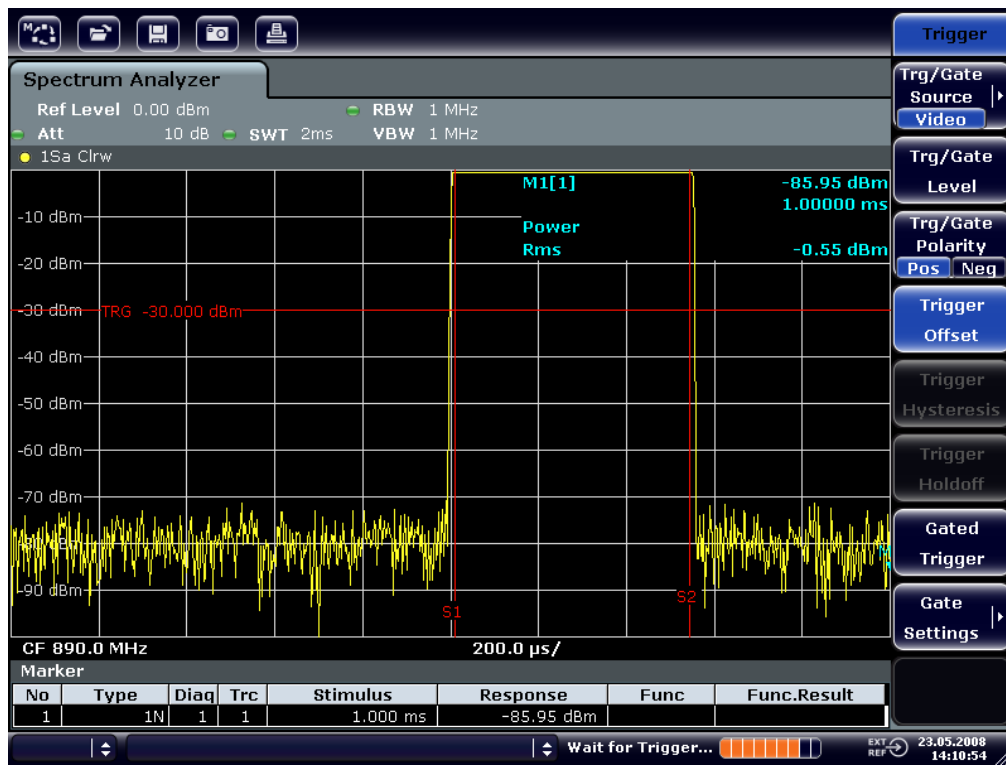 Trigger
Spectrum Analyzer
Ref Level 0.00 dBm RBW 1 MHz
Att 10 dB SWT 2ms VBW 1 MHz
1Sa Clrw
M1[1] -85.95 dBm
1.00000 ms
Power
Rms -0.55 dBm
-10 dBm
-20 dBm
-30 dBm
TRG -30.000 dBm
-40 dBm
-50 dBm
-60 dBm
-70 dBm
-80 dBm
-90 dBm
S1
S2
CF 890.0 MHz 200.0 µs/
Marker
No Type Diag Trc Stimulus Response Func Func.Result
1 1N 1 1 1.000 ms -85.95 dBm
Wait for Trigger...
EXT REF
23.05.2008
14:10:54
Trg/Gate
Source
Video
Trg/Gate
Level
Trg/Gate
Polarity
Pos Neg
Trigger
Offset
Trigger
Hysteresis
Trigger
Holdoff
Gated
Trigger
Gate
Settings